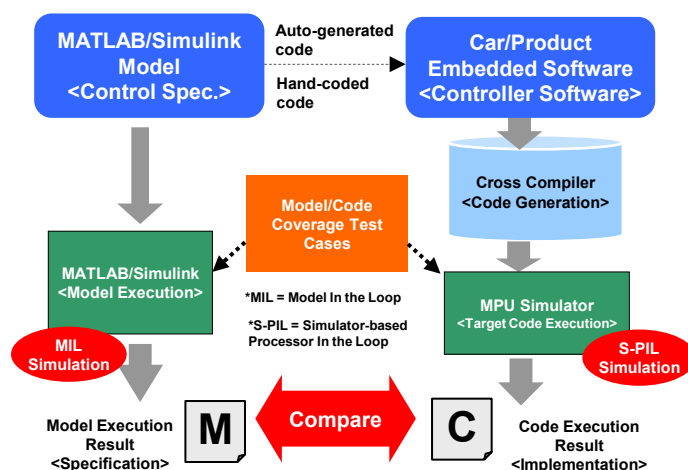 MATLAB/Simulink
Model
<Control Spec.>
Auto-generated
code
Hand-coded
code
Car/Product
Embedded Software
<Controller Software>
Cross Compiler
<Code Generation>
Model/Code
Coverage Test
Cases
MATLAB/Simulink
<Model Execution>
*MIL = Model In the Loop
*S-PIL = Simulator-based
Processor In the Loop
MPU Simulator
<Target Code Execution>
MIL
Simulation
S-PIL
Simulation
Model Execution
Result
<Specification>
M
Compare
C
Code Execution
Result
<Implementation>